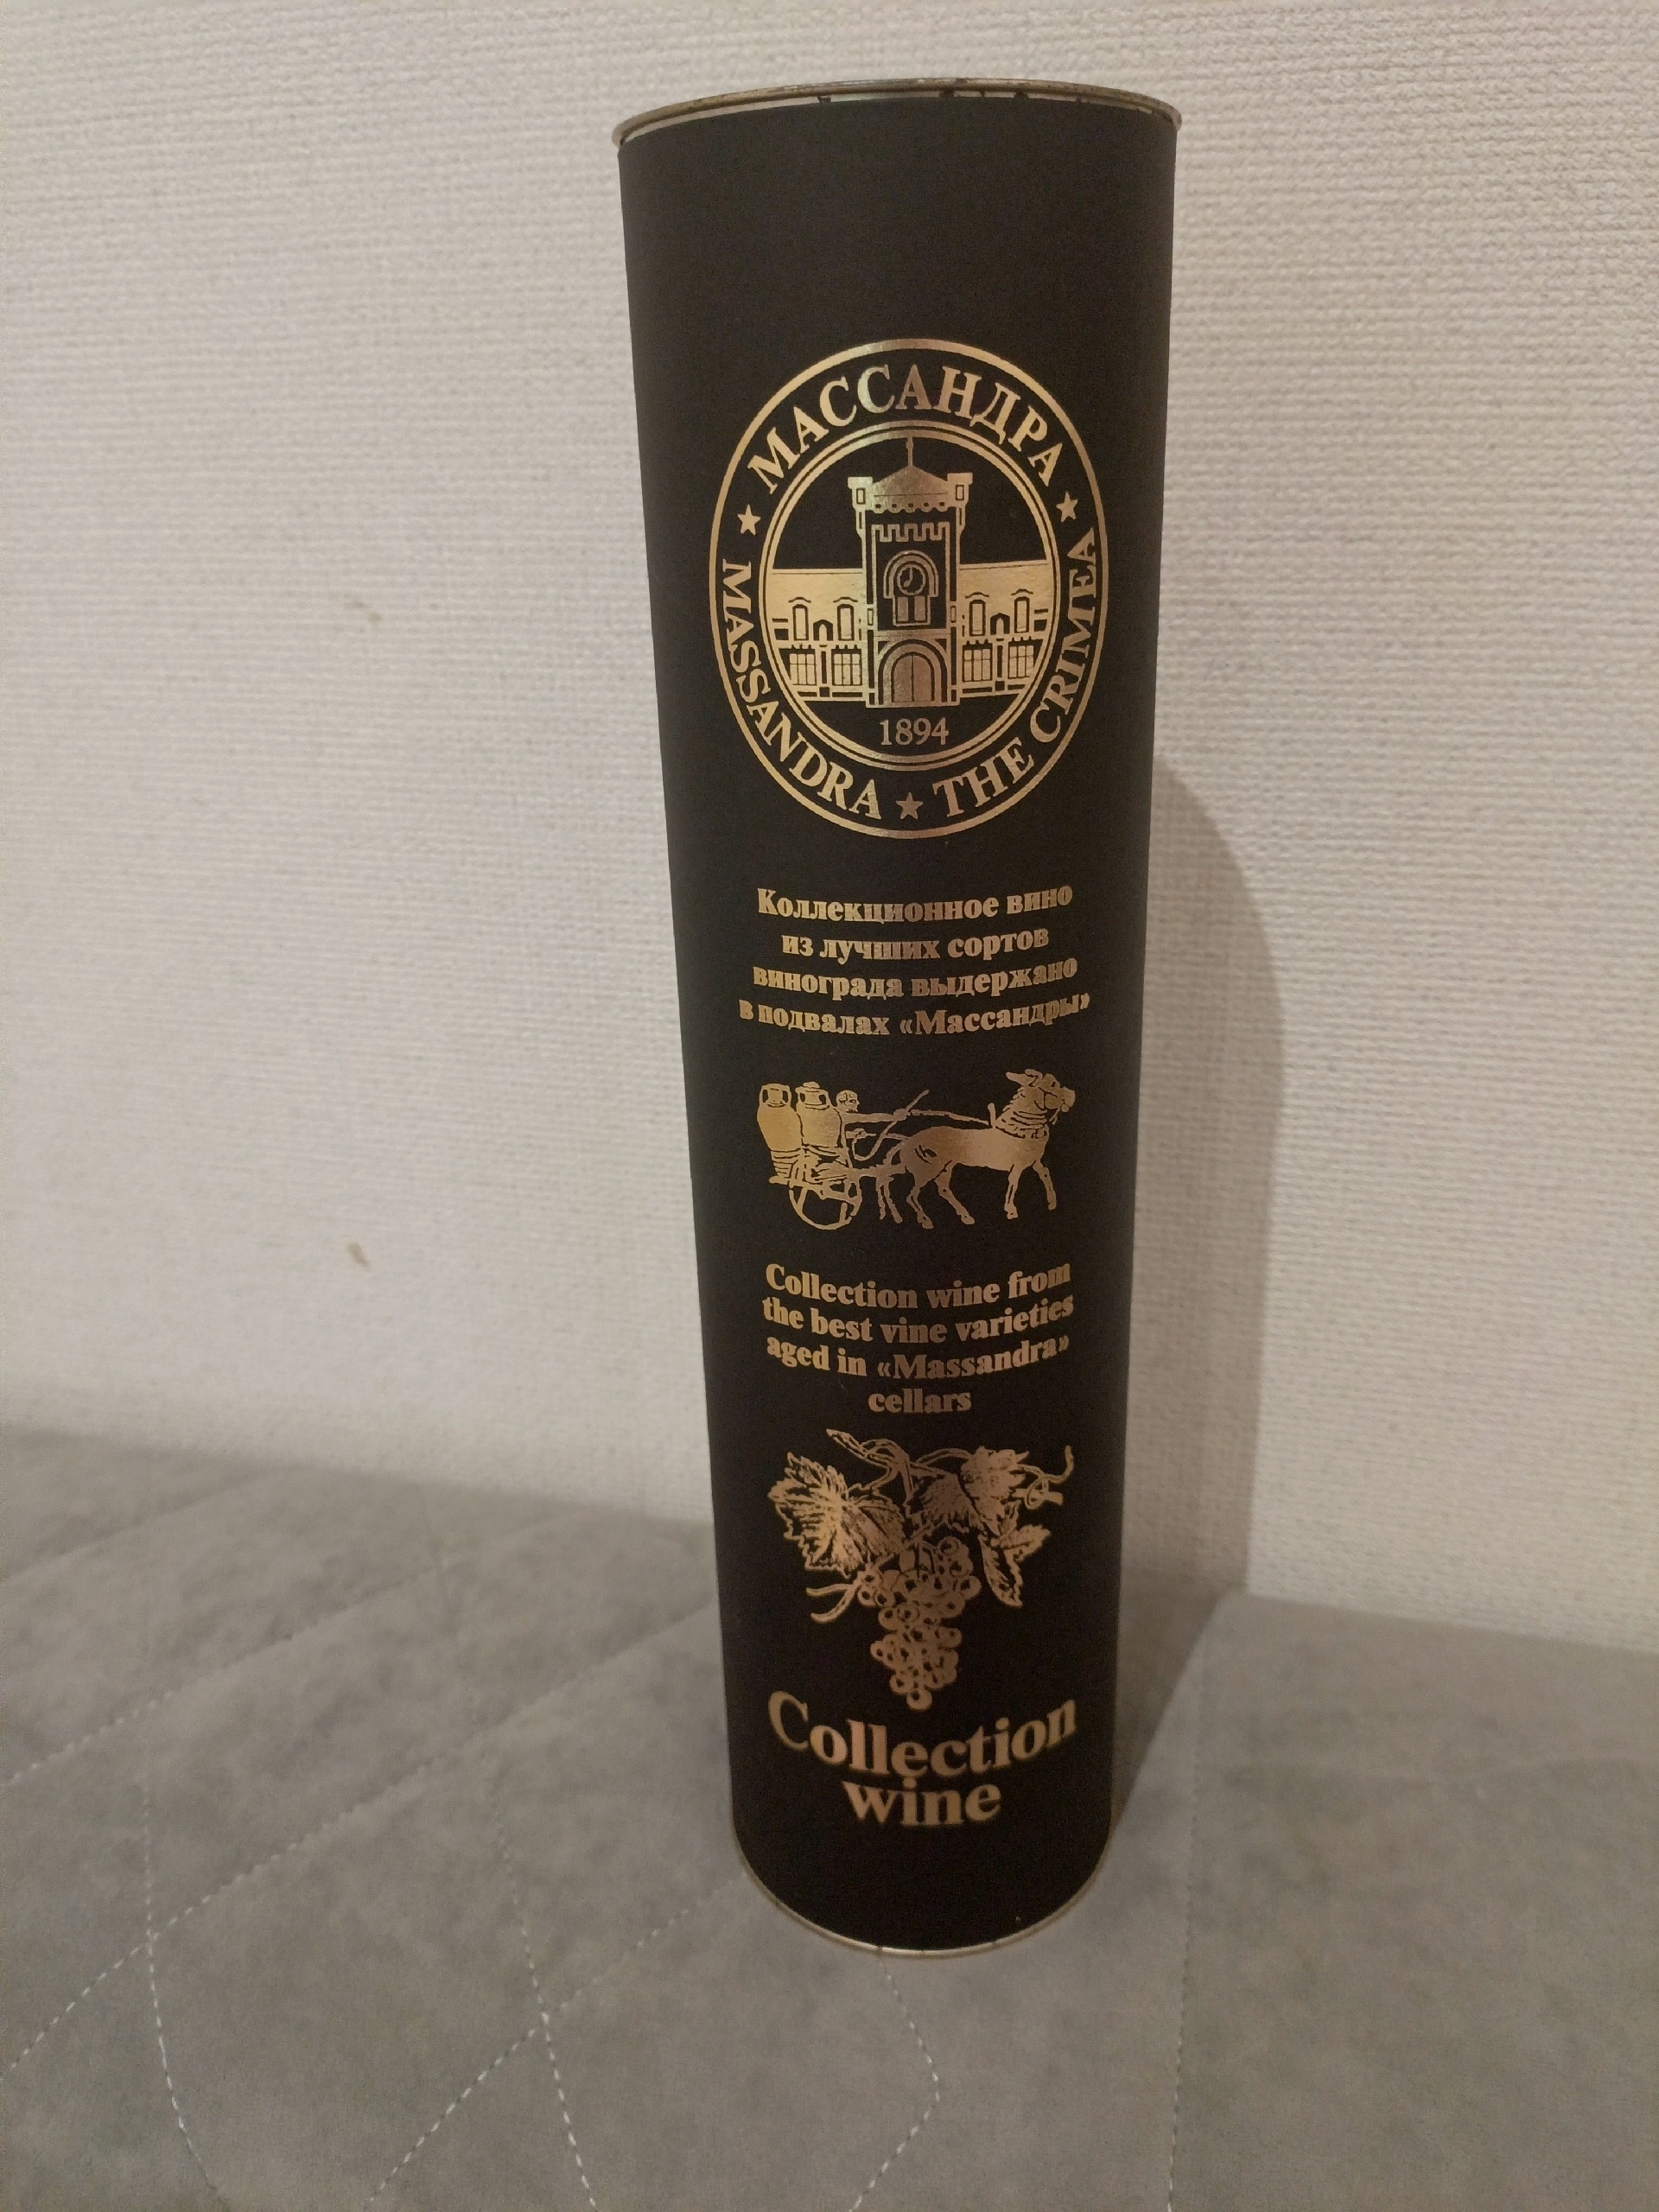 МАССАНДРА
MASSANDRA ★ THE CRIMEA
1894
Коллекционное вино
из лучших сортов
винограда выдержано
в подвалах «Массандры»
Collection wine from
the best vine varieties
aged in «Massandra»
cellars
Collection
wine